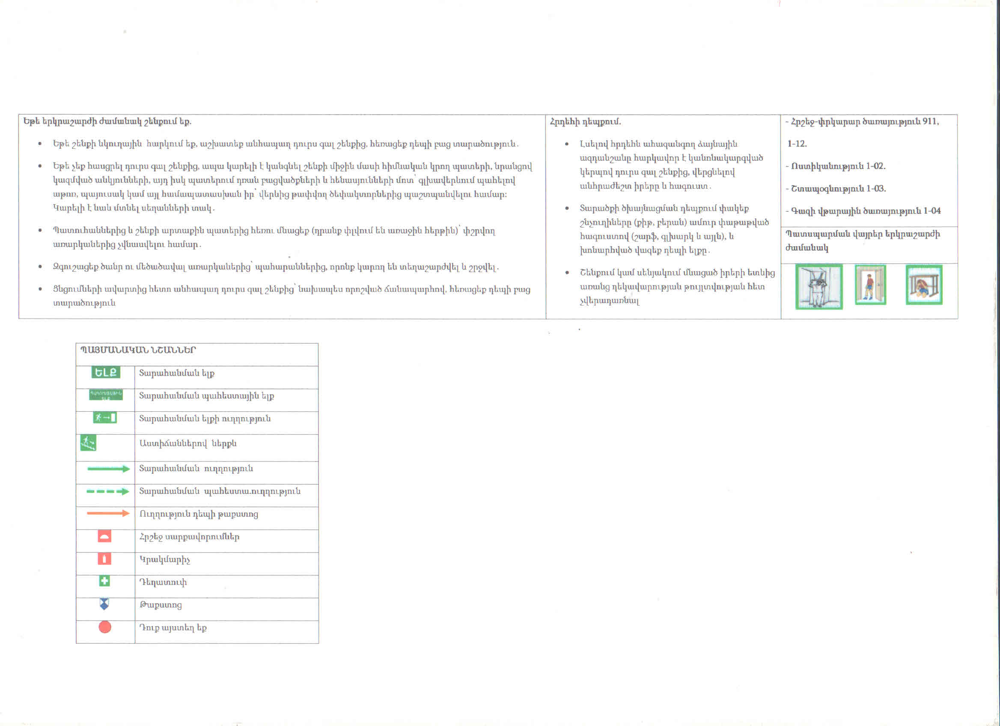 Եթե երկրաշարժի ժամանակ շենքում եք.
• Եթե շենքի նկուղային հարկում եք, աշխատեք անհապաղ դուրս գալ շենքից, հեռացեք դեպի բաց տարածություն.
• Եթե չեք հասցրել դուրս գալ շենքից, ապա կարելի է կանգնել շենքի միջին մասի հիմնական կրող պատերի, նրանցով
կազմված անկյունների, այդ իսկ պատերում դռան բացվածքների և հենասյունների մոտ՝ գլխավերևում պահելով
աթոռ, պայուսակ կամ այլ համապատասխան իր՝ վերևից թափվող ծեփակտորներից պաշտպանվելու համար:
Կարելի է նաև մտնել սեղանների տակ.
• Պատուհաններից և շենքի արտաքին պատերից հեռու մնացեք (դրանք փլվում են առաջին հերթին)՝ փշրվող
առարկաներից չվնասվելու համար.
• Զգուշացեք ծանր ու մեծածավալ առարկաներից՝ պահարաններից, որոնք կարող են տեղաշարժվել և շրջվել.
• Ցնցումների ավարտից հետո անհապաղ դուրս գալ շենքից՝ նախապես որոշված ճանապարհով, հեռացեք դեպի բաց
տարածություն
Հրդեհի դեպքում.
• Լսելով հրդեհն ահազանգող ձայնային
ազդանշանը հարկավոր է կանոնակարգված
կերպով դուրս գալ շենքից, վերցնելով
անհրաժեշտ իրերը և հագուստ.
• Տարածքի ծխայնացման դեպքում փակեք
շնչուղիները (քիթ, բերան) ամուր փաթաթված
հագուստով (շարֆ, գլխարկ և այլն), և
խոնարհված վազեք դեպի ելքը.
• Շենքում կամ սենյակում մնացած իրերի ետևից
առանց ղեկավարության թույլտվության հետ
չվերադառնալ
- Հրշեջ-փրկարար ծառայություն 911,
1-12.
- Ոստիկանություն 1-02.
- Շտապօգնություն 1-03.
- Գազի վթարային ծառայություն 1-04
Պատսպարման վայրեր երկրաշարժի
ժամանակ
ՊԱՅՄԱՆԱԿԱՆ ՆՇԱՆՆԵՐ
ԵԼՔ Տարահանման ելք
ՊԱՀՈՒՍՏԱՅԻՆ
ԵԼՔ
Տարահանման պահեստային ելք
Տարահանման ելքի ուղղություն
Աստիճաններով ներքև
Տարահանման ուղղություն
Տարահանման պահեստա.ուղղություն
Ուղղություն դեպի թաքստոց
Հրշեջ սարքավորումներ
Կրակմարիչ
Դեղատուփ
Թաքստոց
Դուք այստեղ եք